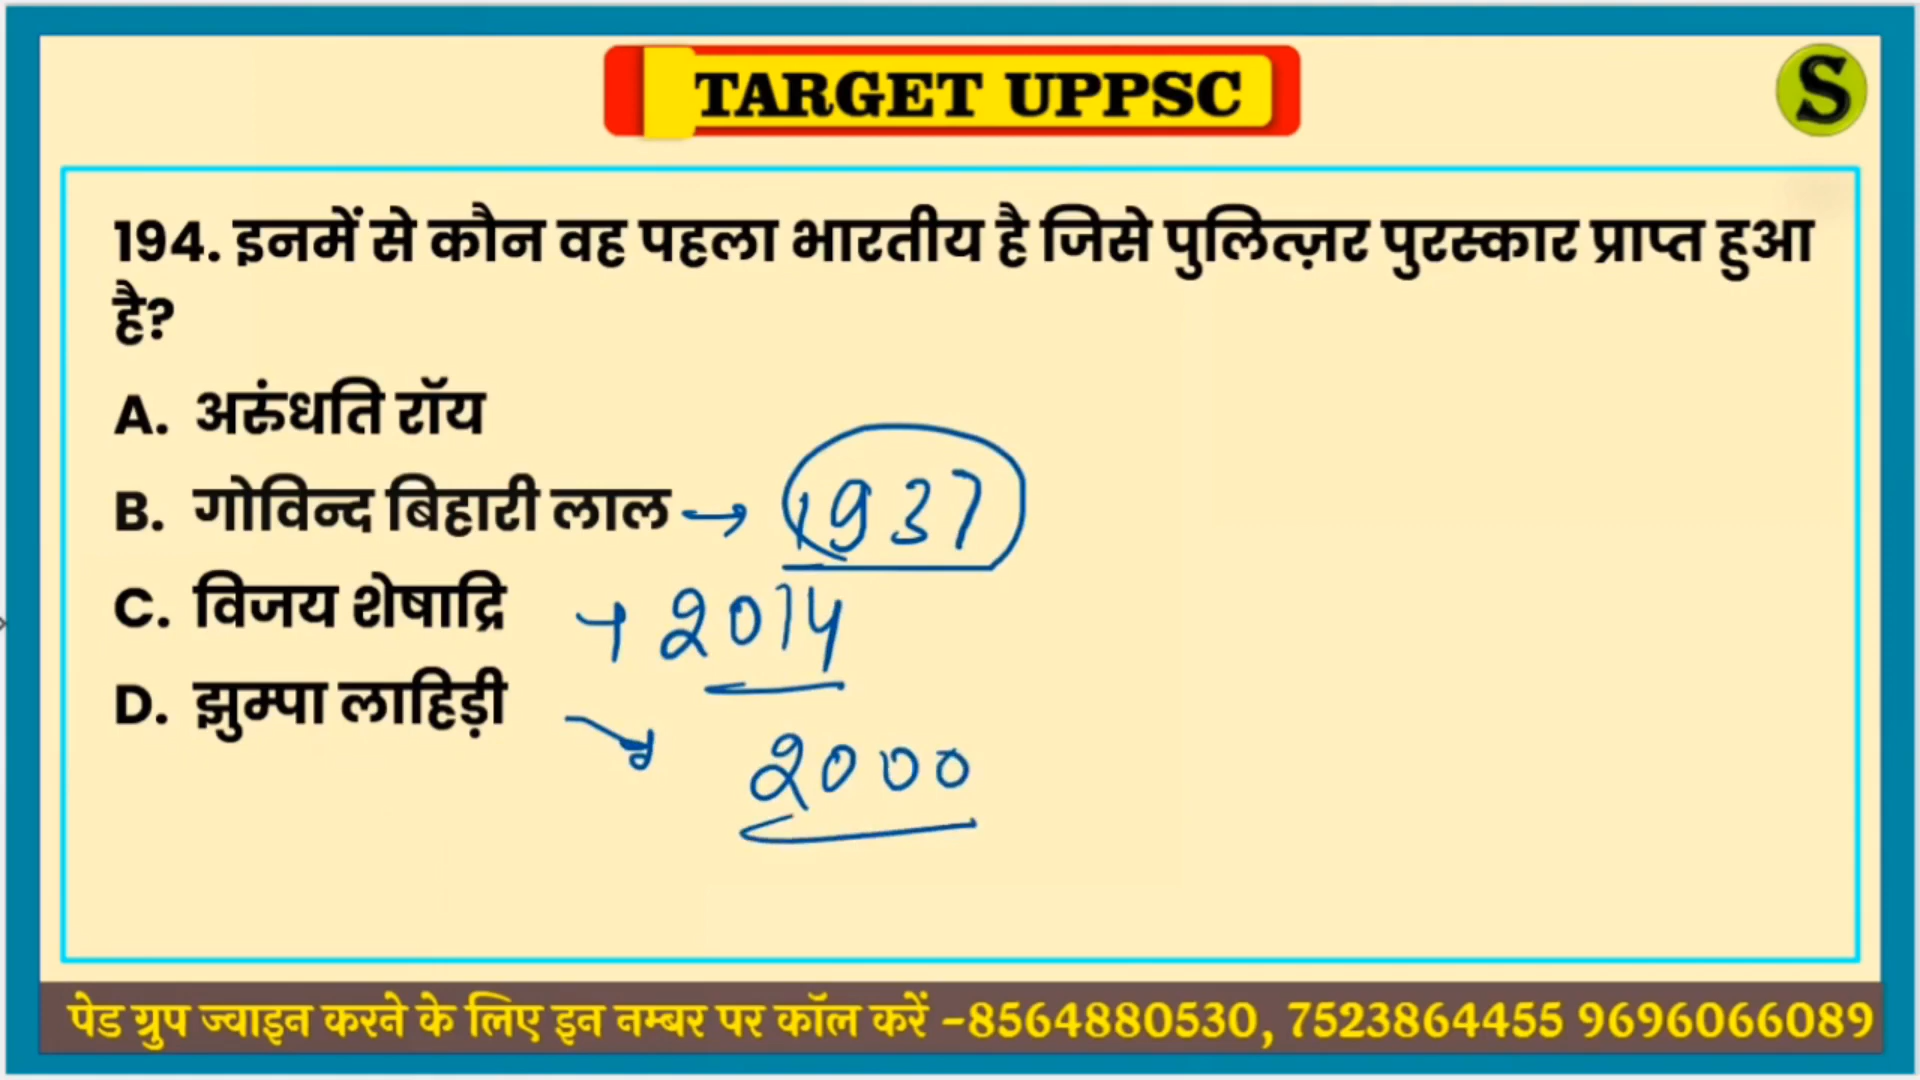 TARGET UPPSC
S
194. इनमें से कौन वह पहला भारतीय है जिसे पुलित्ज़र पुरस्कार प्राप्त हुआ
है?
A. अरुंधति रॉय
B. गोविन्द बिहारी लाल → 1937
C. विजय शेषाद्रि → 2014
D. झुम्पा लाहिड़ी → 2000
पेड ग्रुप ज्वाइन करने के लिए इन नम्बर पर कॉल करें -8564880530, 7523864455 9696066089